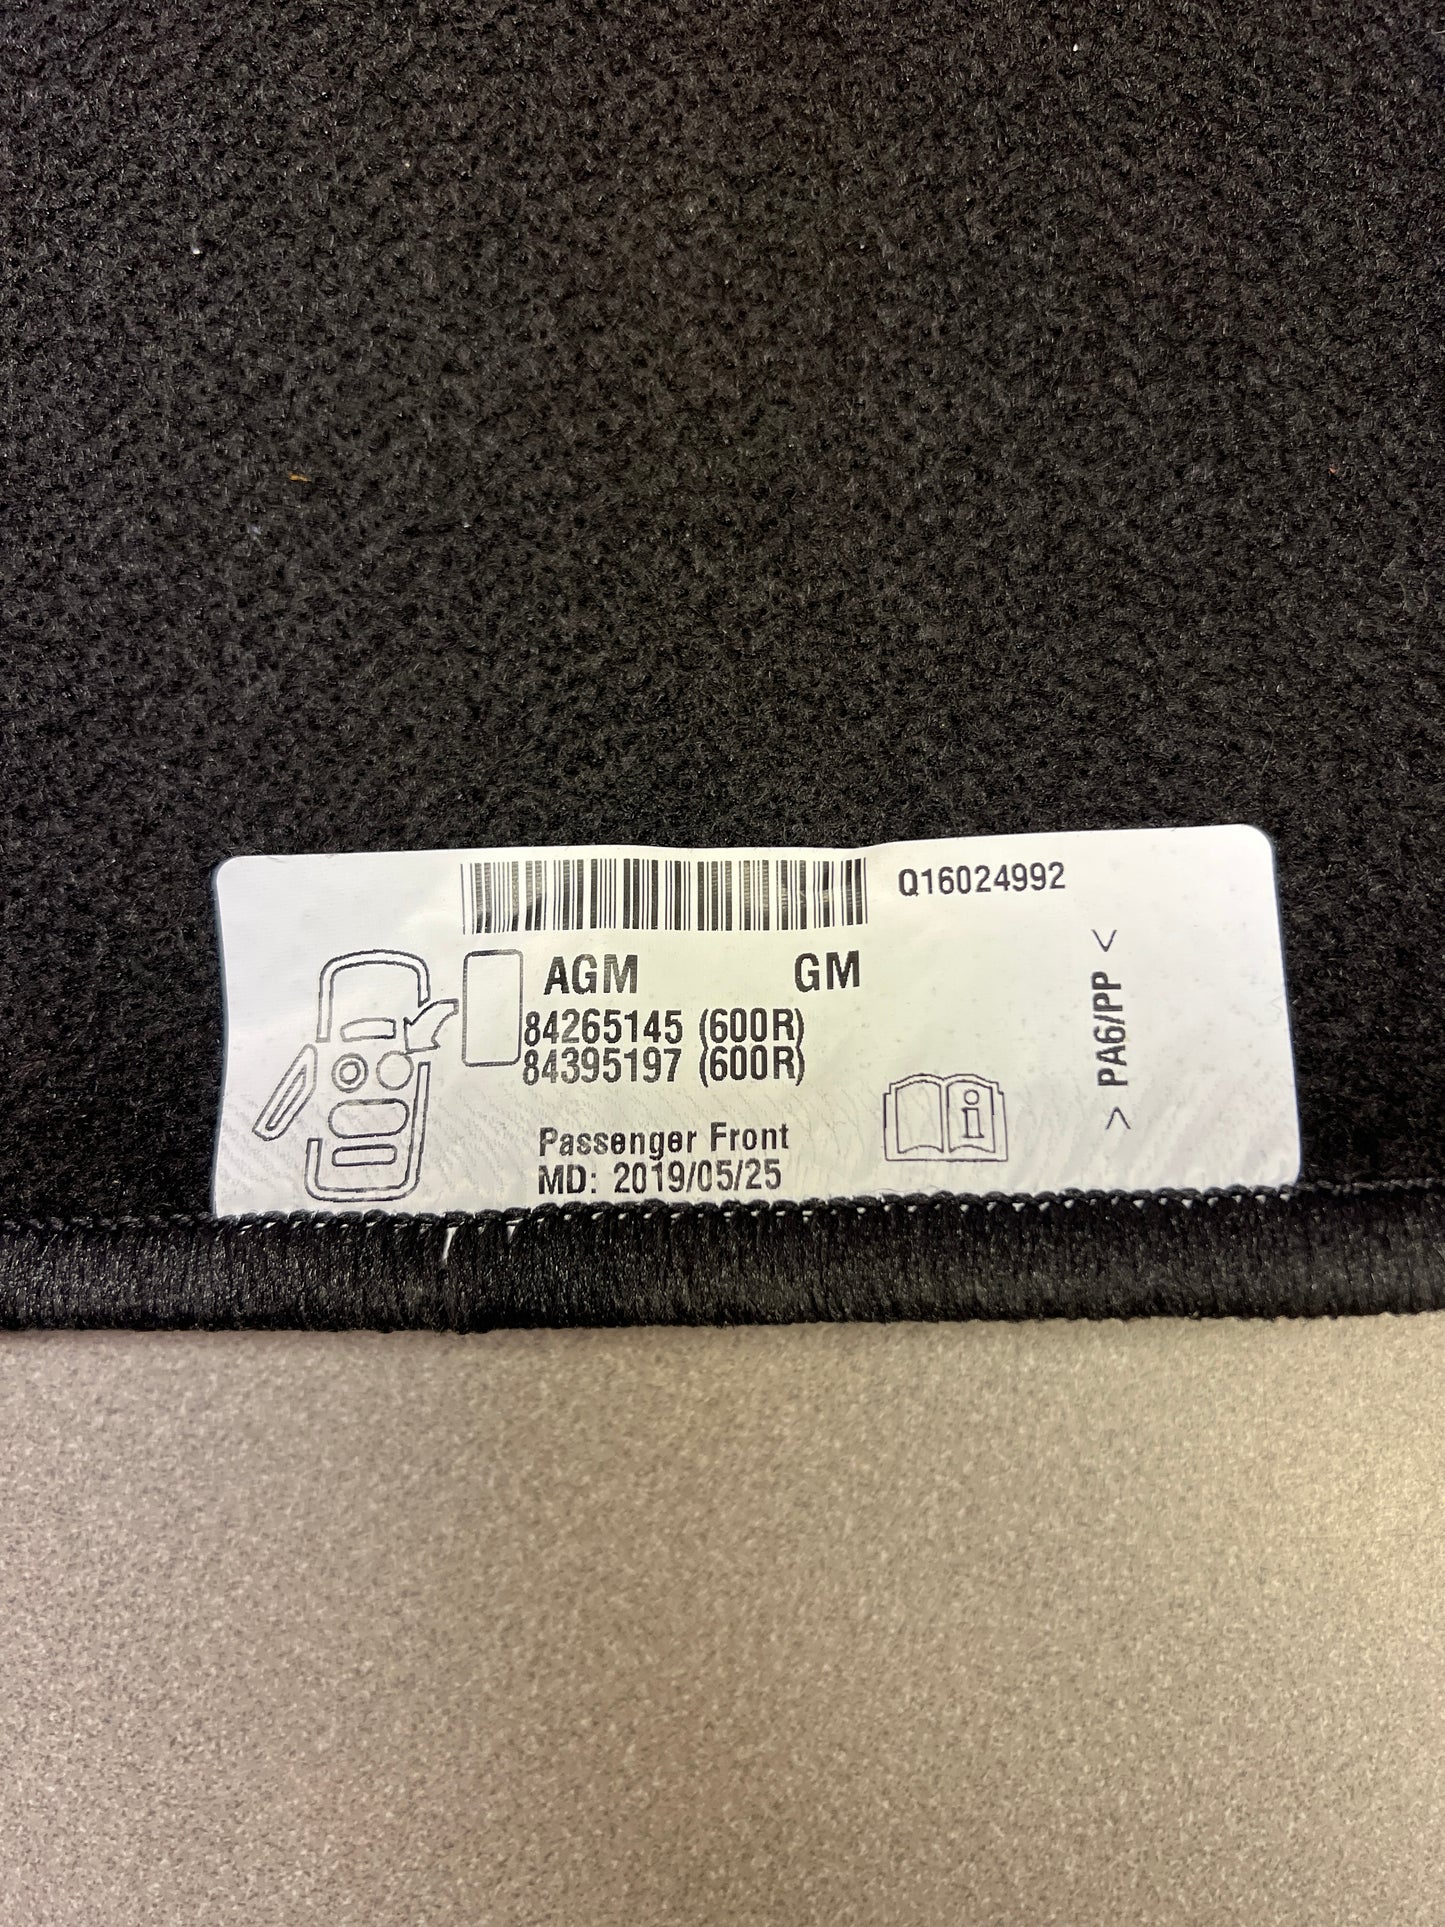 Q16024992
AGM GM
84265145 (600R)
84395197 (600R)
Passenger Front
MD: 2019/05/25
i
> PA6/PP <